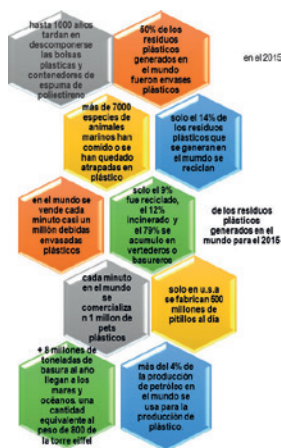 hasta 1000 años
tardan en
descomponerse
las bolsas
plasticas y
contenedores de
espuma de
poliestireno
50% de los
residuos
plásticos
generados en
el mundo
fueron envases
plásticos
en el 2015
más de 7000
especies de
animales
marinos han
comido o se
han quedado
atrapadas en
plástico
solo el 14% de
los residuos
plásticos que
se generan en
el mundo se
reciclan
en el mundo se
vende cada
minuto casi un
millón debidas
envasadas
plásticos
solo el 9%
fue reciclado,
el 12%
incinerado y
el 79% se
acumulo en
vertederos o
basureros
de los residuos
plásticos
generados en el
mundo para el 2015
cada minuto
en el mundo
se
comercializa
n 1 millon de
pets
plásticos
solo en u.s.a
se fabrican 500
millones de
pitillos al día
+ 8 millones de
toneladas de
basura al año
llegan a los
mares y
océanos, una
cantidad
equivalente al
peso de 800 de
la torre eiffel
más del 4% de
la producción
de petróleo en
el mundo se
usa para la
producción de
plástico